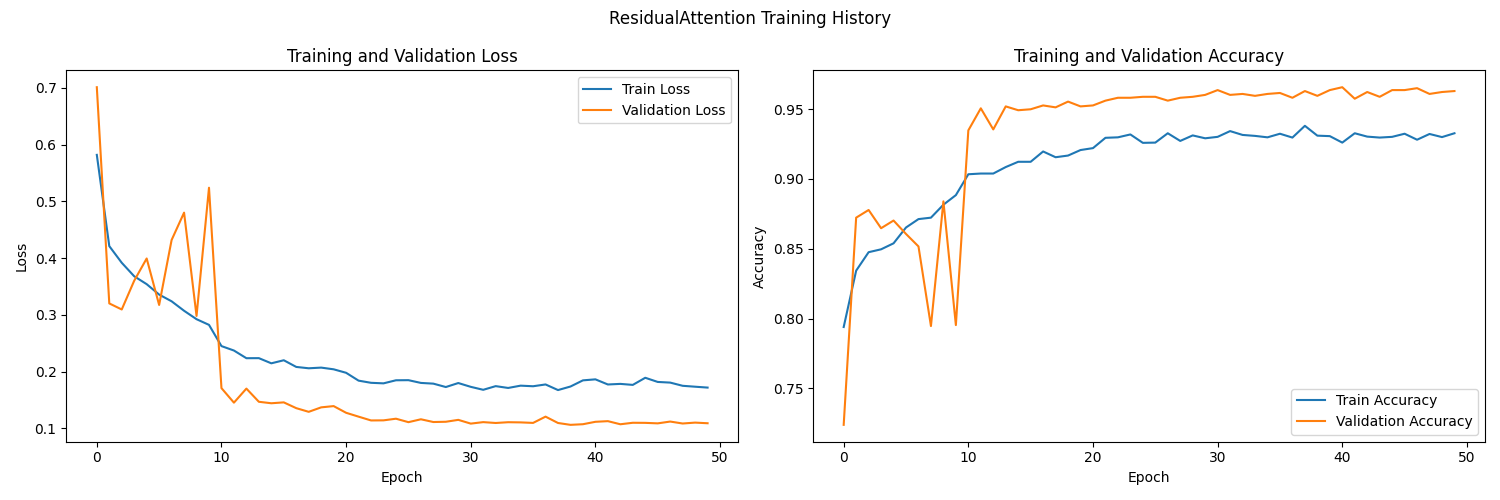 ResidualAttention Training History
Training and Validation Loss
Train Loss
Validation Loss
0.7
0.6
0.5
0.4
0.3
0.2
0.1
Loss
0 10 20 30 40 50
Epoch
Training and Validation Accuracy
0.95
0.90
0.85
0.80
0.75
Accuracy
Train Accuracy
Validation Accuracy
0 10 20 30 40 50
Epoch